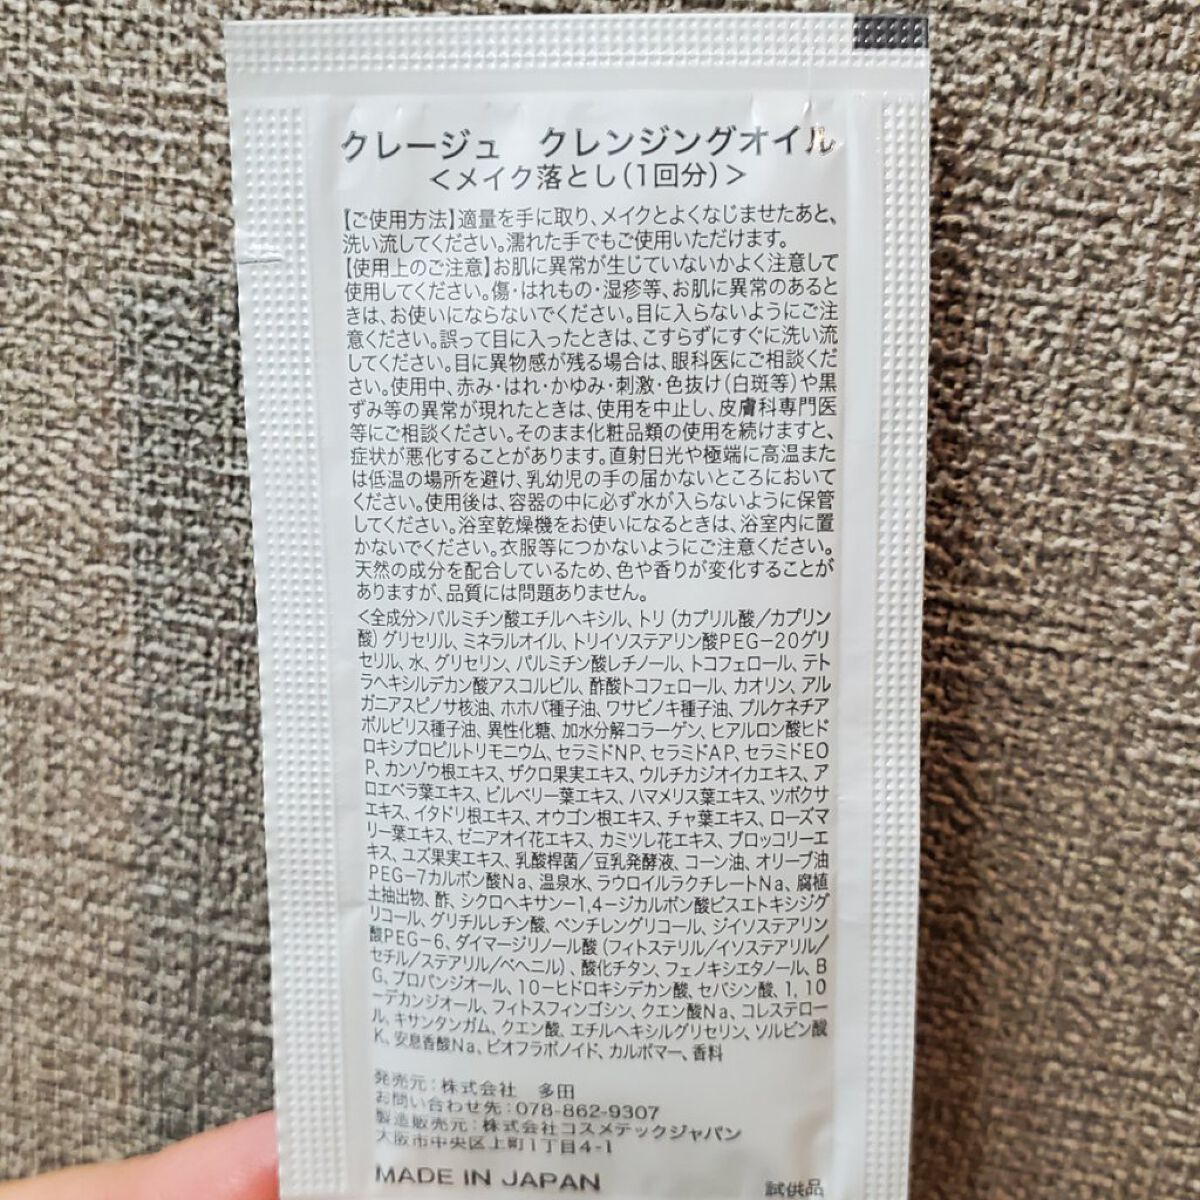 クレージュ　クレンジングオイル
＜メイク落とし(1回分)＞
【ご使用方法】適量を手に取り、メイクとよくなじませたあと、
洗い流してください。濡れた手でもご使用いただけます。
【使用上のご注意】お肌に異常が生じていないかよく注意して
使用してください。傷・はれもの・湿疹等、お肌に異常のあると
きは、お使いにならないでください。目に入らないようにご注
意ください。誤って目に入ったときは、こすらずにすぐに洗い流
してください。目に異物感が残る場合は、眼科医にご相談くだ
さい。使用中、赤み・はれ・かゆみ・刺激・色抜け(白斑等)や黒
ずみ等の異常が現れたときは、使用を中止し、皮膚科専門医
等にご相談ください。そのまま化粧品類の使用を続けますと、
症状が悪化することがあります。直射日光や極端に高温また
は低温の場所を避け、乳幼児の手の届かないところにおいて
ください。使用後は、容器の中に必ず水が入らないように保管
してください。浴室乾燥機をお使いになるときは、浴室内に置
かないでください。衣服等につかないようにご注意ください。
天然の成分を配合しているため、色や香りが変化することが
ありますが、品質には問題ありません。
＜全成分＞パルミチン酸エチルヘキシル、トリ(カプリル酸／カプリン
酸)グリセリル、ミネラルオイル、トリイソステアリン酸PEG-20グリ
セリル、水、グリセリン、パルミチン酸レチノール、トコフェロール、テト
ラヘキシルデカン酸アスコルビル、酢酸トコフェロール、カオリン、アル
ガニアスピノサ核油、ホホバ種子油、ワサビノキ種子油、プルケネチア
ボルビリス種子油、異性化糖、加水分解コラーゲン、ヒアルロン酸ヒド
ロキシプロピルトリモニウム、セラミドNP、セラミドAP、セラミドEO
P、カンゾウ根エキス、ザクロ果実エキス、ウルチカジオイカエキス、ア
ロエベラ葉エキス、ビルベリー葉エキス、ハマメリス葉エキス、ツボクサ
エキス、イタドリ根エキス、オウゴン根エキス、チャ葉エキス、ローズマ
リー葉エキス、ゼニアオイ花エキス、カミツレ花エキス、ブロッコリーエ
キス、ユズ果実エキス、乳酸桿菌／豆乳発酵液、コーン油、オリーブ油
PEG-7カルボン酸Na、温泉水、ラウロイルラクチレートNa、腐植
土抽出物、酢、シクロヘキサン-1,4-ジカルボン酸ビスエトキシジグ
リコール、グリチルレチン酸、ペンチレングリコール、ジイソステアリン
酸PEG-6、ダイマージリノール酸(フィトステリル/イソステアリル/
セチル/ステアリル/ベヘニル)、酸化チタン、フェノキシエタノール、B
G、プロパンジオール、10-ヒドロキシデカン酸、セバシン酸、1,10
-デカンジオール、フィトスフィンゴシン、クエン酸Na、コレステロー
ル、キサンタンガム、クエン酸、エチルヘキシルグリセリン、ソルビン酸
K、安息香酸Na、ビオフラボノイド、カルボマー、香料
発売元：株式会社　多田
お問い合わせ先：078-862-9307
製造販売元：株式会社コスメテックジャパン
大阪市中央区上町1丁目4-1
MADE IN JAPAN
試供品